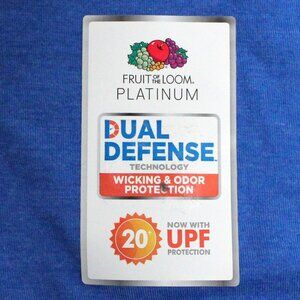 FRUIT OF THE LOOM.
PLATINUM
DUAL
DEFENSE
TECHNOLOGY
WICKING & ODOR
PROTECTION
20
NOW WITH
UPF
PROTECTION